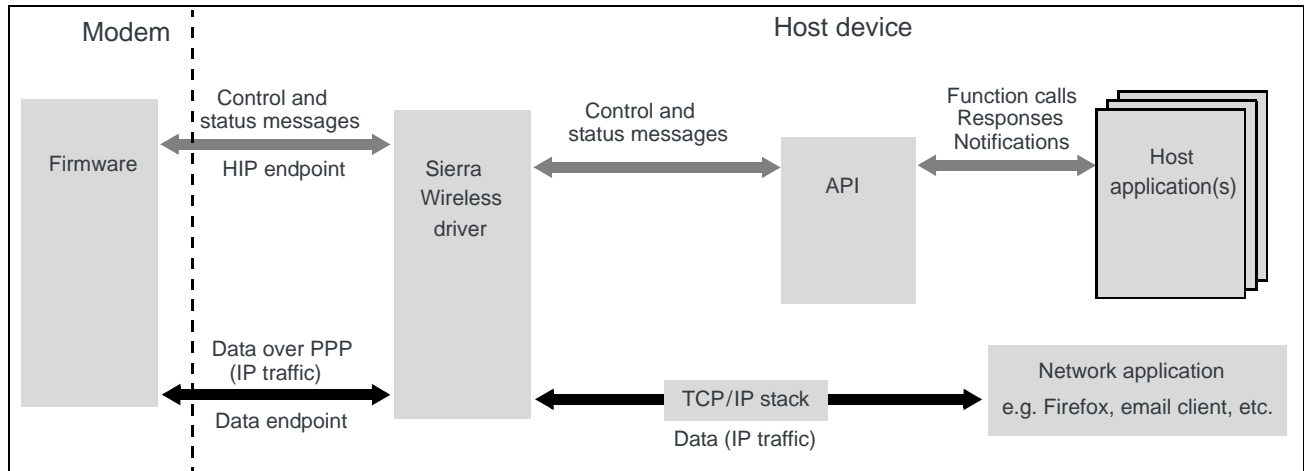 Modem
Host device
Control and
status messages
HIP endpoint
Control and
status messages
Function calls
Responses
Notifications
Firmware
Sierra
Wireless
driver
API
Host
application(s)
Data over PPP
(IP traffic)
Data endpoint
TCP/IP stack
Data (IP traffic)
Network application
e.g. Firefox, email client, etc.